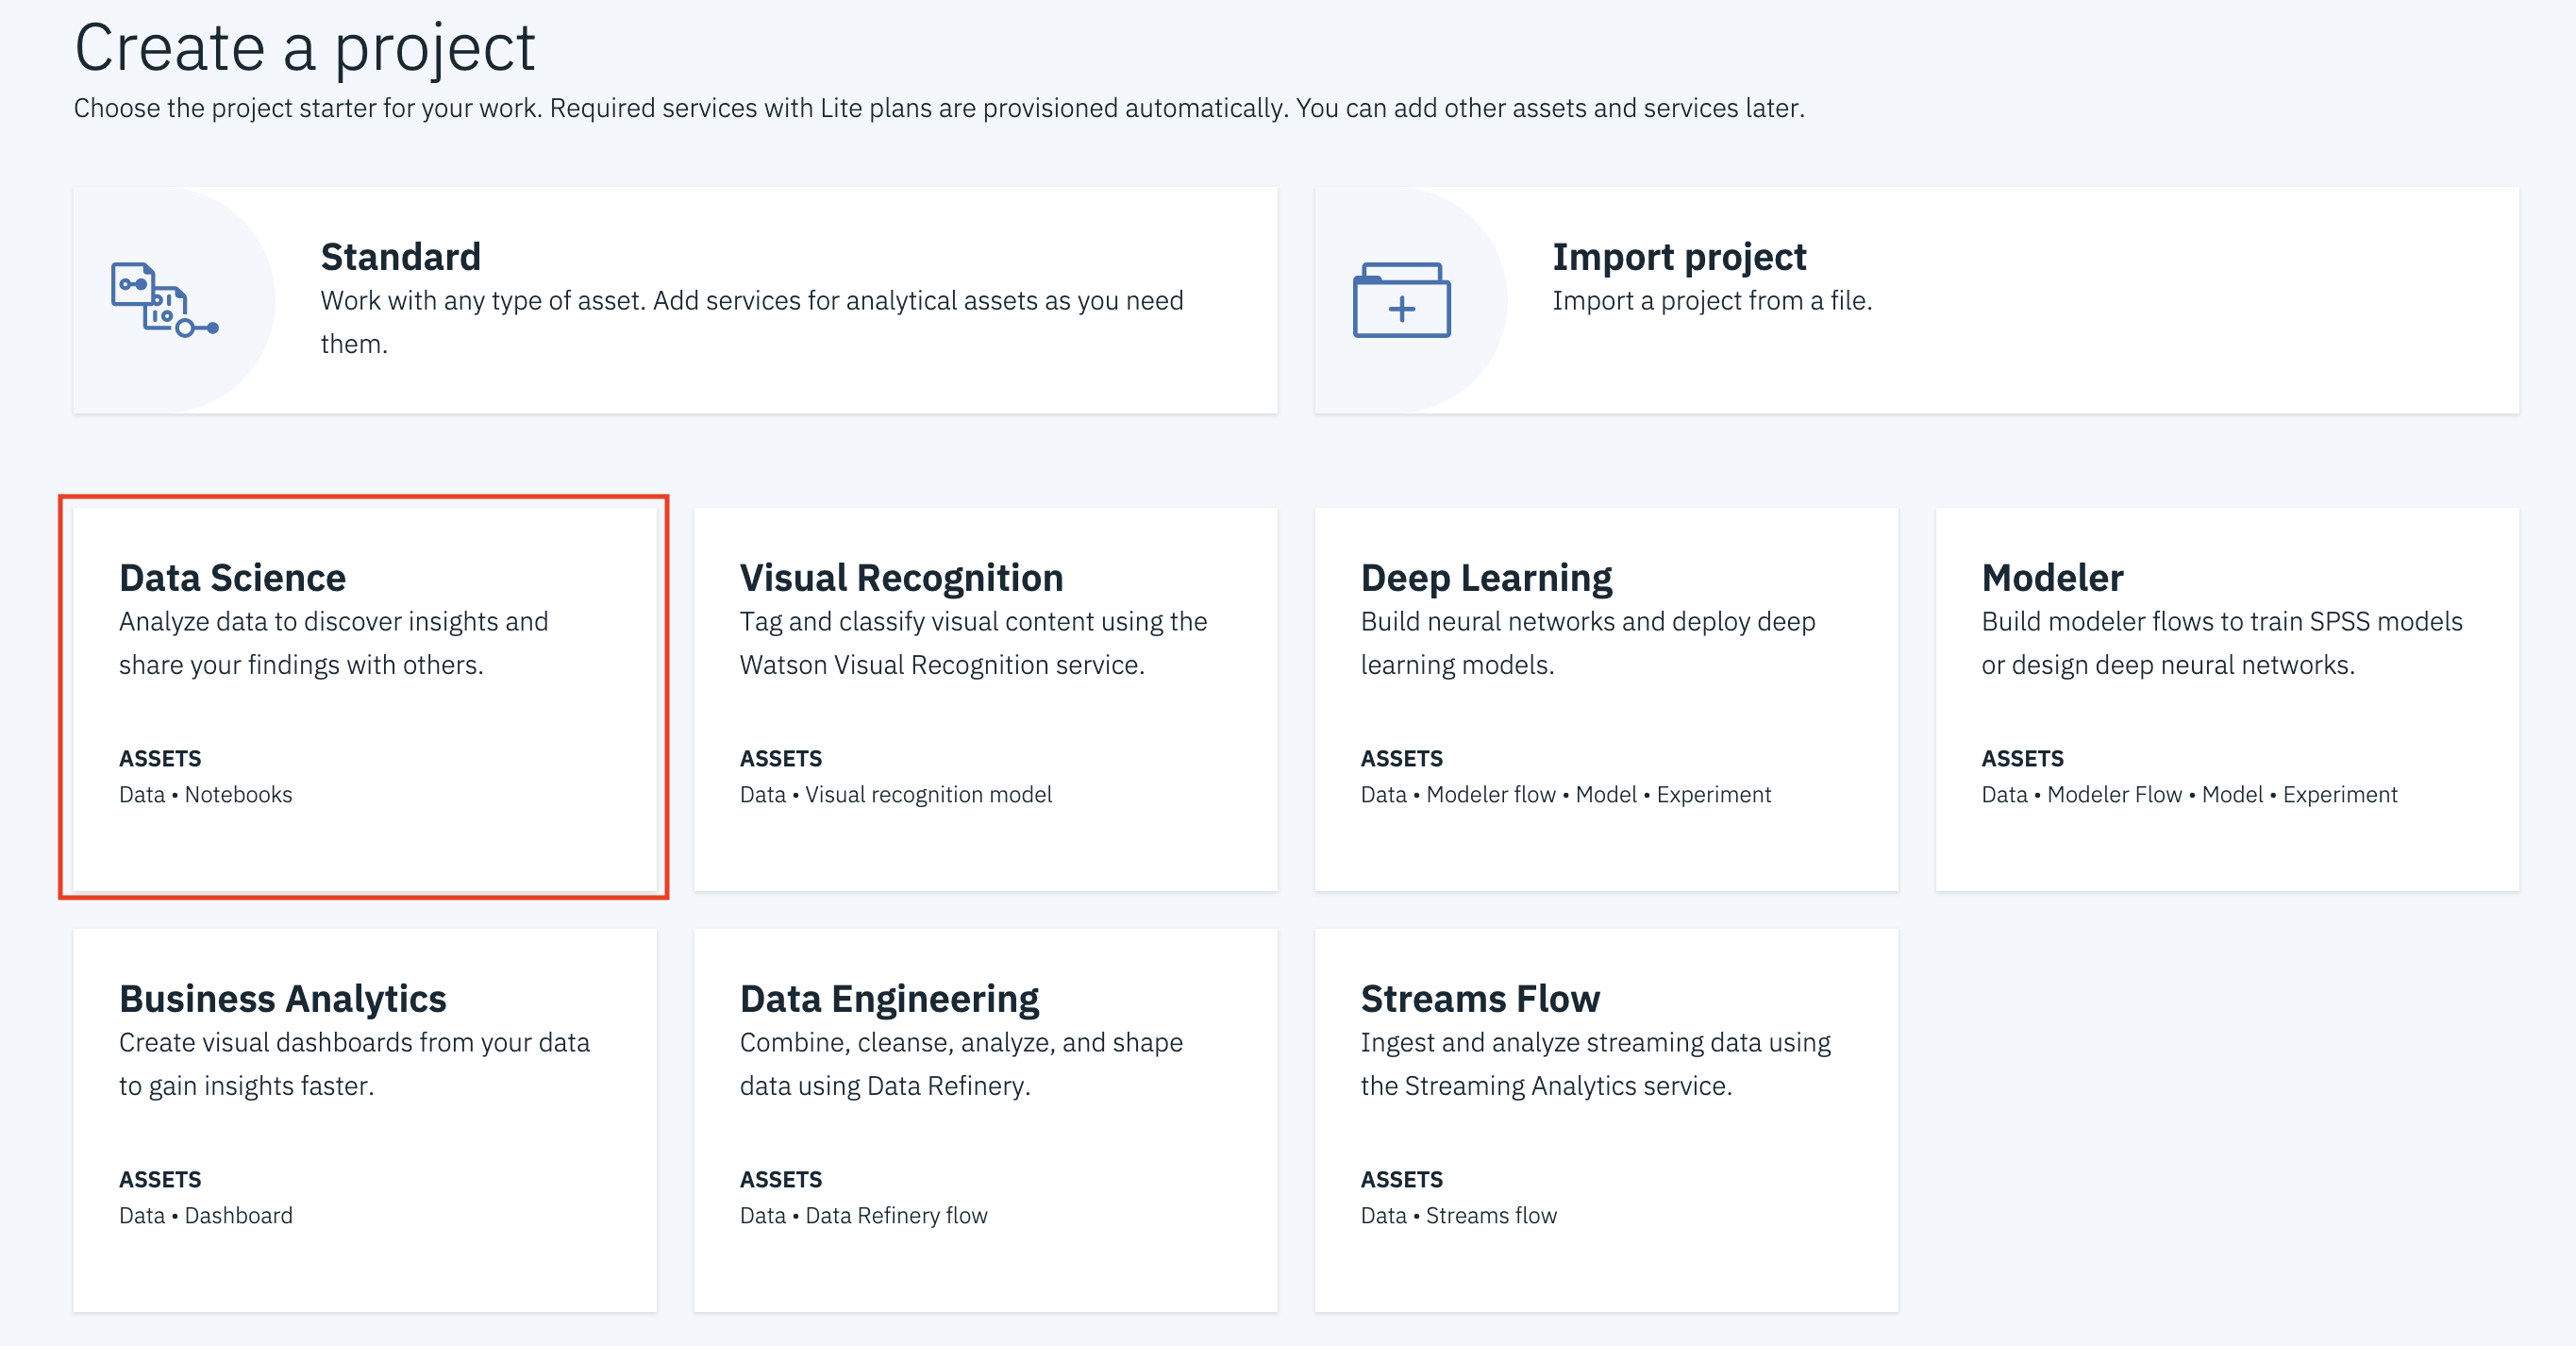 Create a project
Choose the project starter for your work. Required services with Lite plans are provisioned automatically. You can add other assets and services later.
Standard
Work with any type of asset. Add services for analytical assets as you need
them.
Import project
Import a project from a file.
Data Science
Analyze data to discover insights and
share your findings with others.
ASSETS
Data • Notebooks
Visual Recognition
Tag and classify visual content using the
Watson Visual Recognition service.
ASSETS
Data • Visual recognition model
Deep Learning
Build neural networks and deploy deep
learning models.
ASSETS
Data • Modeler flow • Model • Experiment
Modeler
Build modeler flows to train SPSS models
or design deep neural networks.
ASSETS
Data • Modeler Flow • Model • Experiment
Business Analytics
Create visual dashboards from your data
to gain insights faster.
ASSETS
Data • Dashboard
Data Engineering
Combine, cleanse, analyze, and shape
data using Data Refinery.
ASSETS
Data • Data Refinery flow
Streams Flow
Ingest and analyze streaming data using
the Streaming Analytics service.
ASSETS
Data • Streams flow